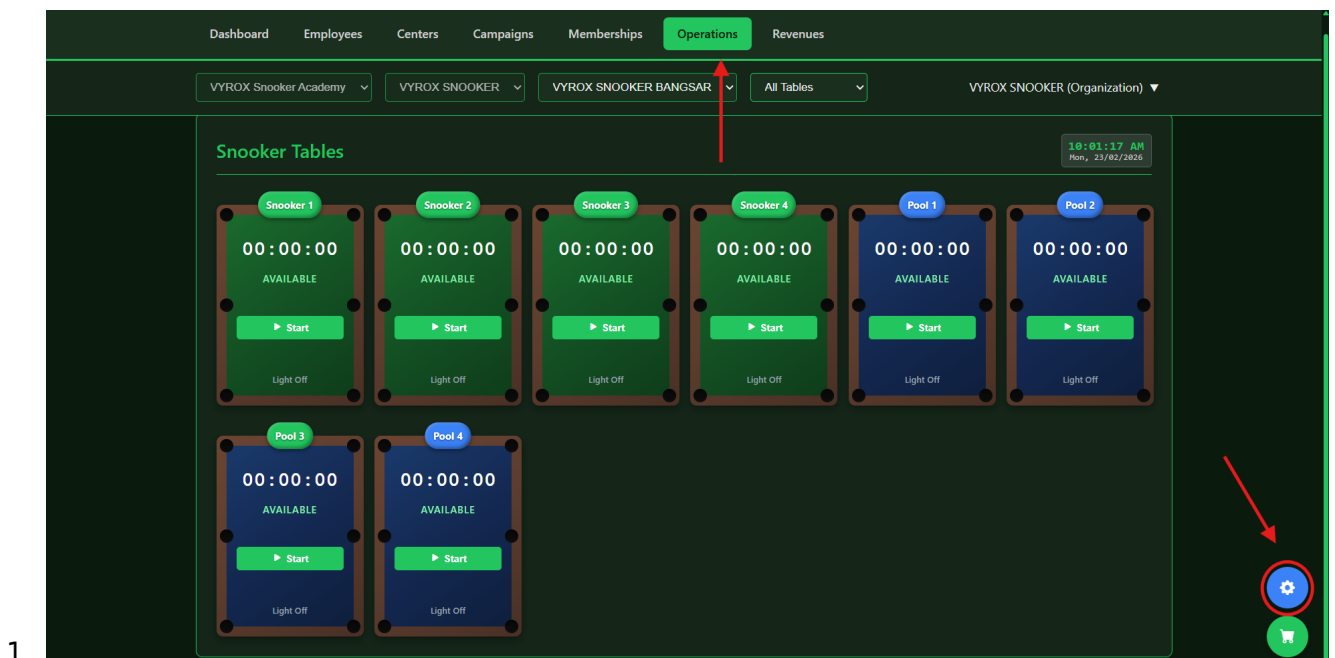 Dashboard Employees Centers Campaigns Memberships Operations Revenues
VYROX Snooker Academy VYROX SNOOKER VYROX SNOOKER BANGSAR All Tables VYROX SNOOKER (Organization) ▼
Snooker Tables
10:01:17 AM
Mon, 23/02/2026
Snooker 1 Snooker 2 Snooker 3 Snooker 4 Pool 1 Pool 2
00:00:00 00:00:00 00:00:00 00:00:00 00:00:00 00:00:00
AVAILABLE AVAILABLE AVAILABLE AVAILABLE AVAILABLE AVAILABLE
Start Start Start Start Start Start
Light Off Light Off Light Off Light Off Light Off Light Off
Pool 3 Pool 4
00:00:00 00:00:00
AVAILABLE AVAILABLE
Start Start
Light Off Light Off
1